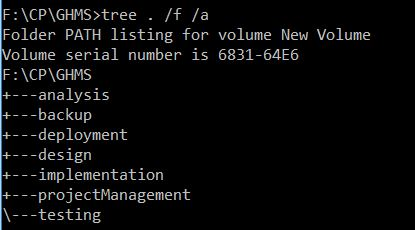 F:\CP\GHMS>tree . /f /a
Folder PATH listing for volume New Volume
Volume serial number is 6831-64E6
F:\CP\GHMS
+---analysis
+---backup
+---deployment
+---design
+---implementation
+---projectManagement
\---testing